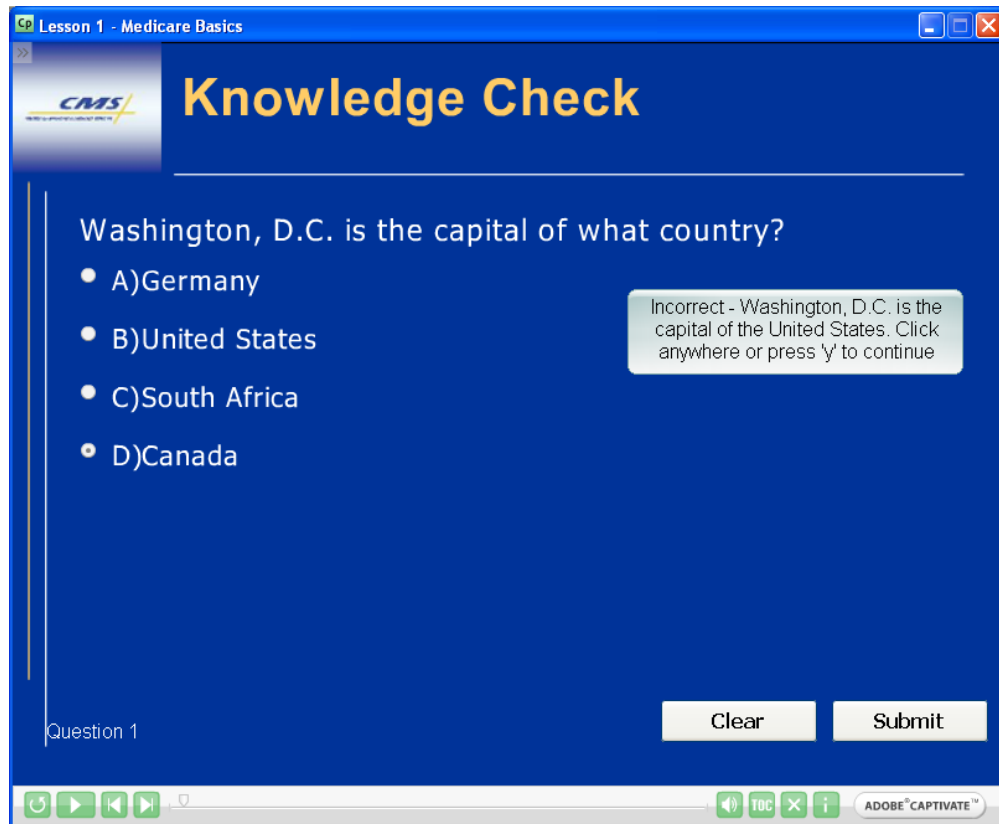 Cp Lesson 1 - Medicare Basics
CMS
Knowledge Check
Washington, D.C. is the capital of what country?
A)Germany
B)United States
C)South Africa
D)Canada
Incorrect - Washington, D.C. is the
capital of the United States. Click
anywhere or press 'y' to continue
Clear
Submit
Question 1
TOC
i
ADOBE® CAPTIVATE™